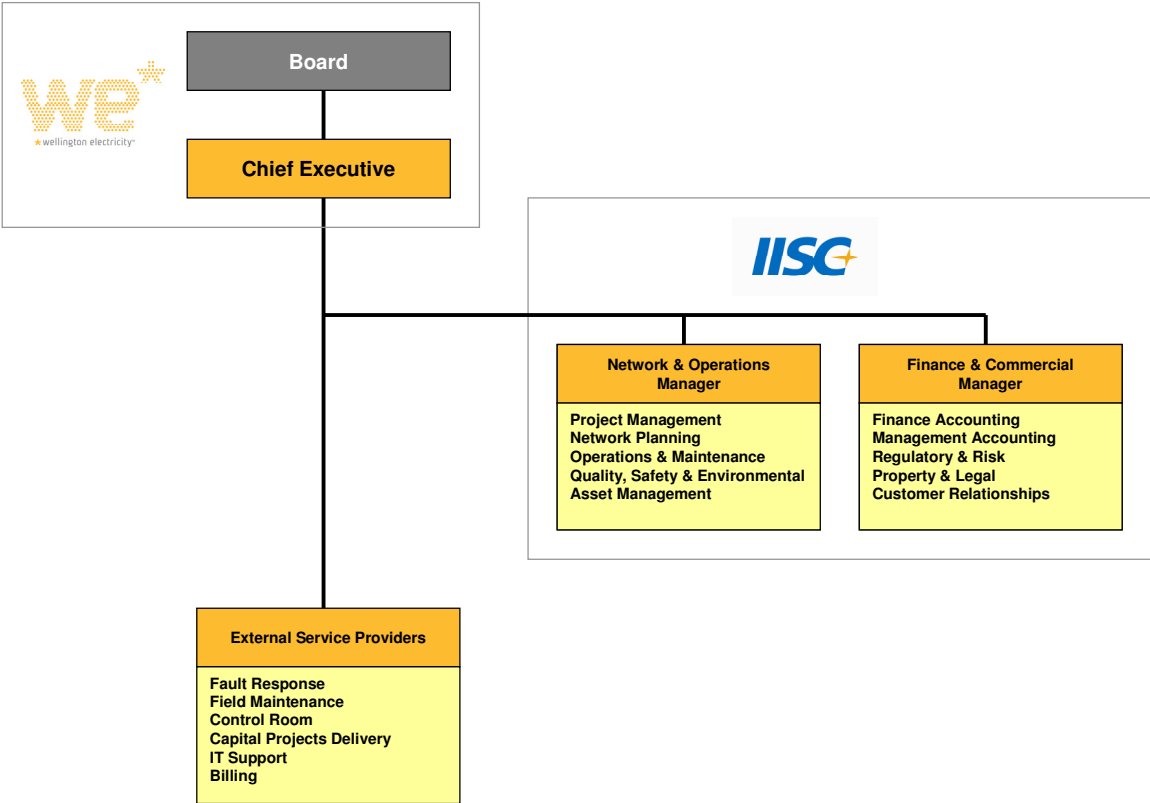 Board
we*
★ wellington electricity™
Chief Executive
IISC
Network & Operations
Manager
Project Management
Network Planning
Operations & Maintenance
Quality, Safety & Environmental
Asset Management
Finance & Commercial
Manager
Finance Accounting
Management Accounting
Regulatory & Risk
Property & Legal
Customer Relationships
External Service Providers
Fault Response
Field Maintenance
Control Room
Capital Projects Delivery
IT Support
Billing